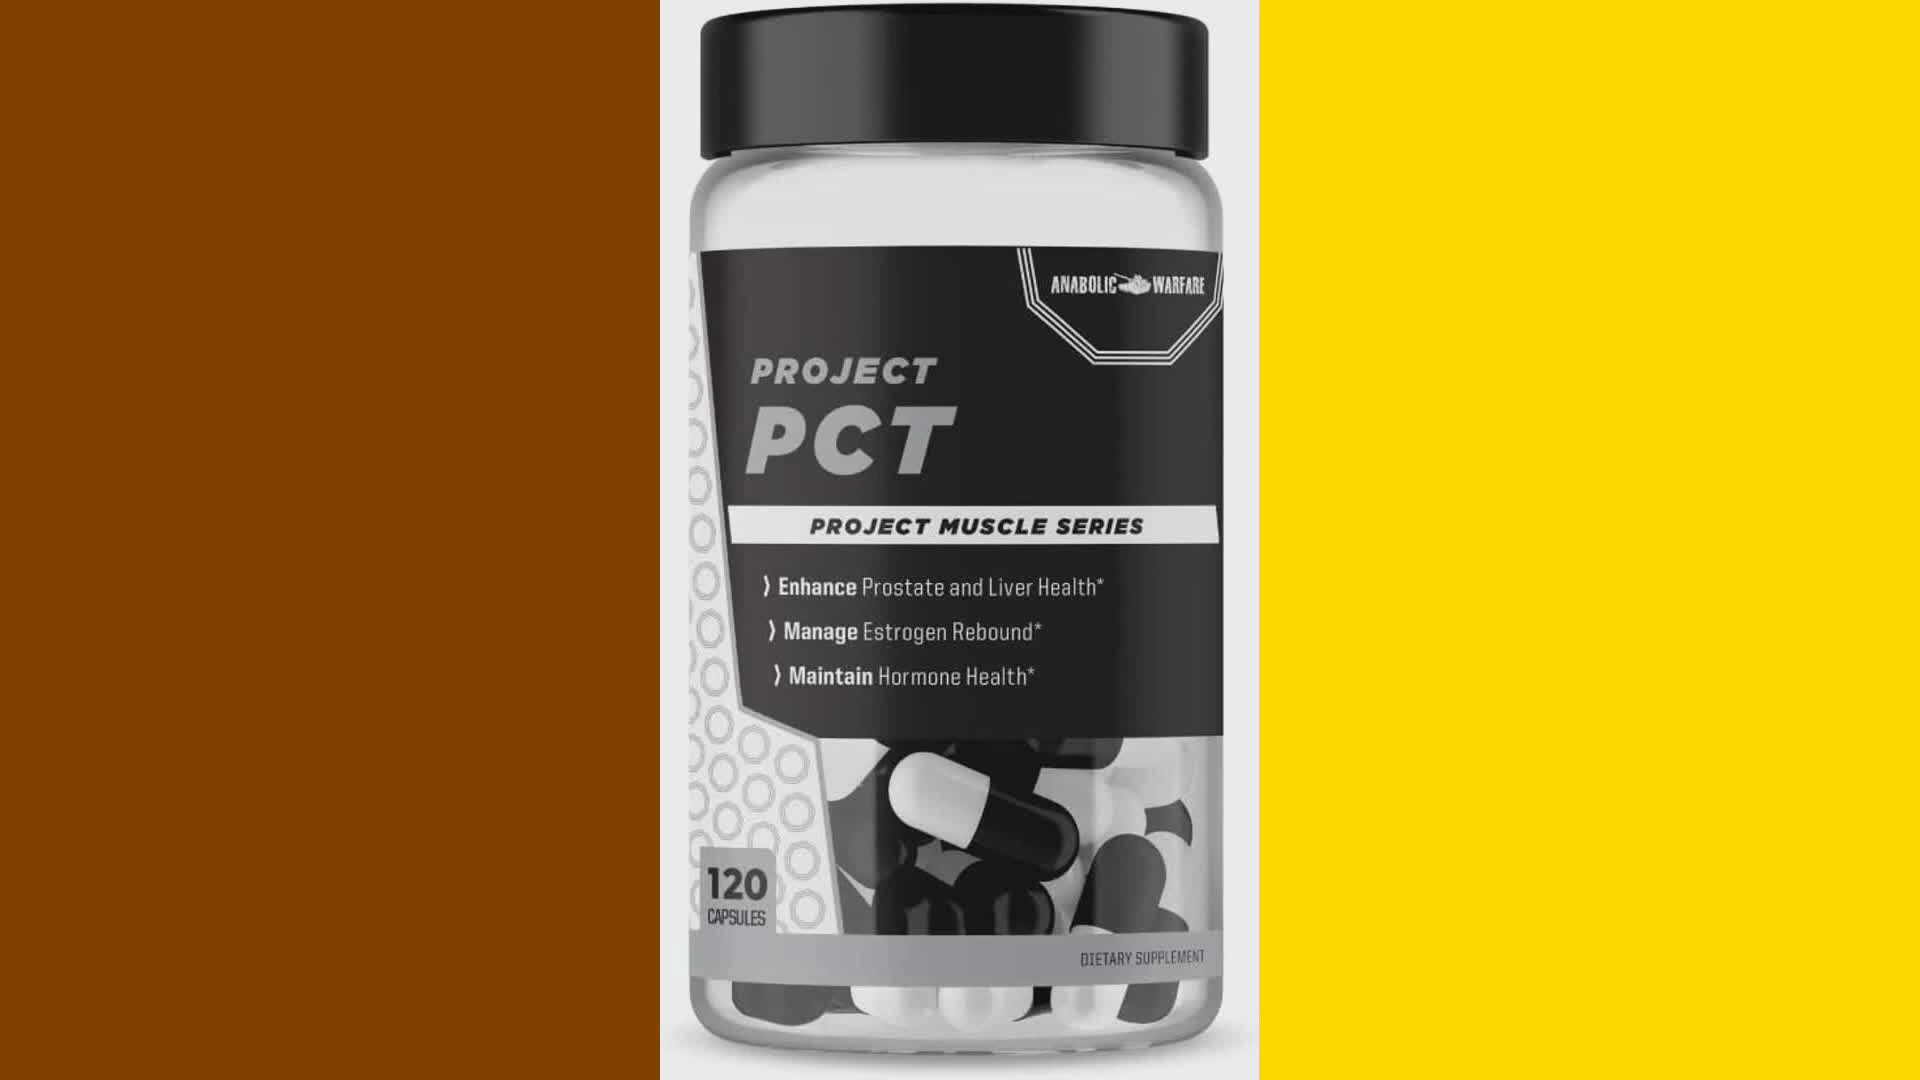 ANABOLIC WARFARE
PROJECT
PCT
PROJECT MUSCLE SERIES
Enhance Prostate and Liver Health*
Manage Estrogen Rebound*
Maintain Hormone Health*
120
CAPSULES
DIETARY SUPPLEMENT